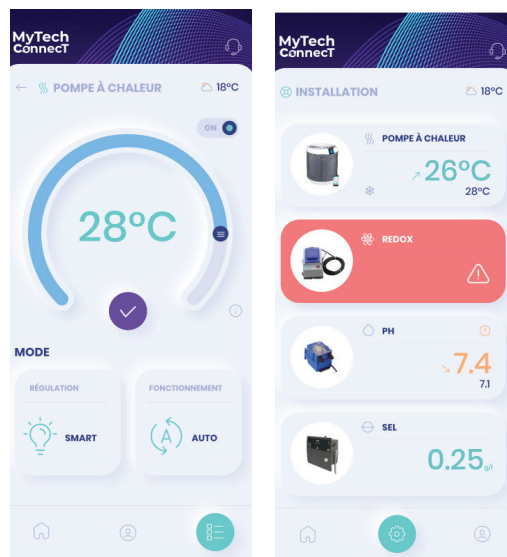 MyTech
ConnecT
← POMPE À CHALEUR 18°C
ON
28°C
MODE
RÉGULATION
SMART
FONCTIONNEMENT
A
AUTO
MyTech
ConnecT
INSTALLATION 18°C
POMPE À CHALEUR
26°C
28°C
REDOX
PH
7.4
7.1
SEL
0.25g/l